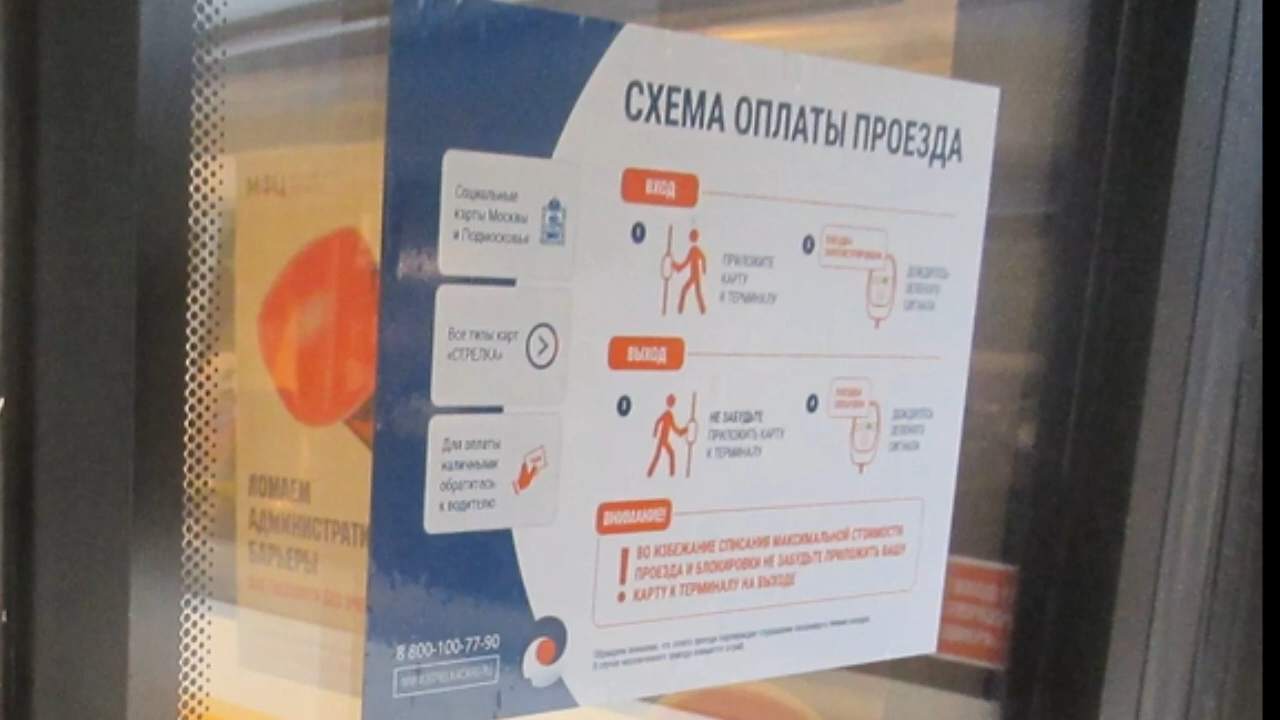 СХЕМА ОПЛАТЫ ПРОЕЗДА
Социальные
карты Москвы
и Подмосковья
Все типы карт
«СТРЕЛКА»
Для оплаты
наличными
обратитесь
к водителю
8 800-100-77-90
ВХОД
1
ПРИЛОЖИТЕ
КАРТУ
К ТЕРМИНАЛУ
2
ДОЖДИТЕСЬ
ЗЕЛЕНОГО
СИГНАЛА
ВЫХОД
НЕ ЗАБУДЬТЕ
ПРИЛОЖИТЬ КАРТУ
К ТЕРМИНАЛУ
ДОЖДИТЕСЬ
ЗЕЛЕНОГО
СИГНАЛА
ВНИМАНИЕ!
! ВО ИЗБЕЖАНИЕ СПИСАНИЯ МАКСИМАЛЬНОЙ СТОИМОСТИ
ПРОЕЗДА И БЛОКИРОВКИ НЕ ЗАБУДЬТЕ ПРИЛОЖИТЬ ВАШУ
КАРТУ К ТЕРМИНАЛУ НА ВЫХОДЕ
МФЦ
ЛОМАЕМ
АДМИНИСТРАТИ
БАРЬЕРЫ